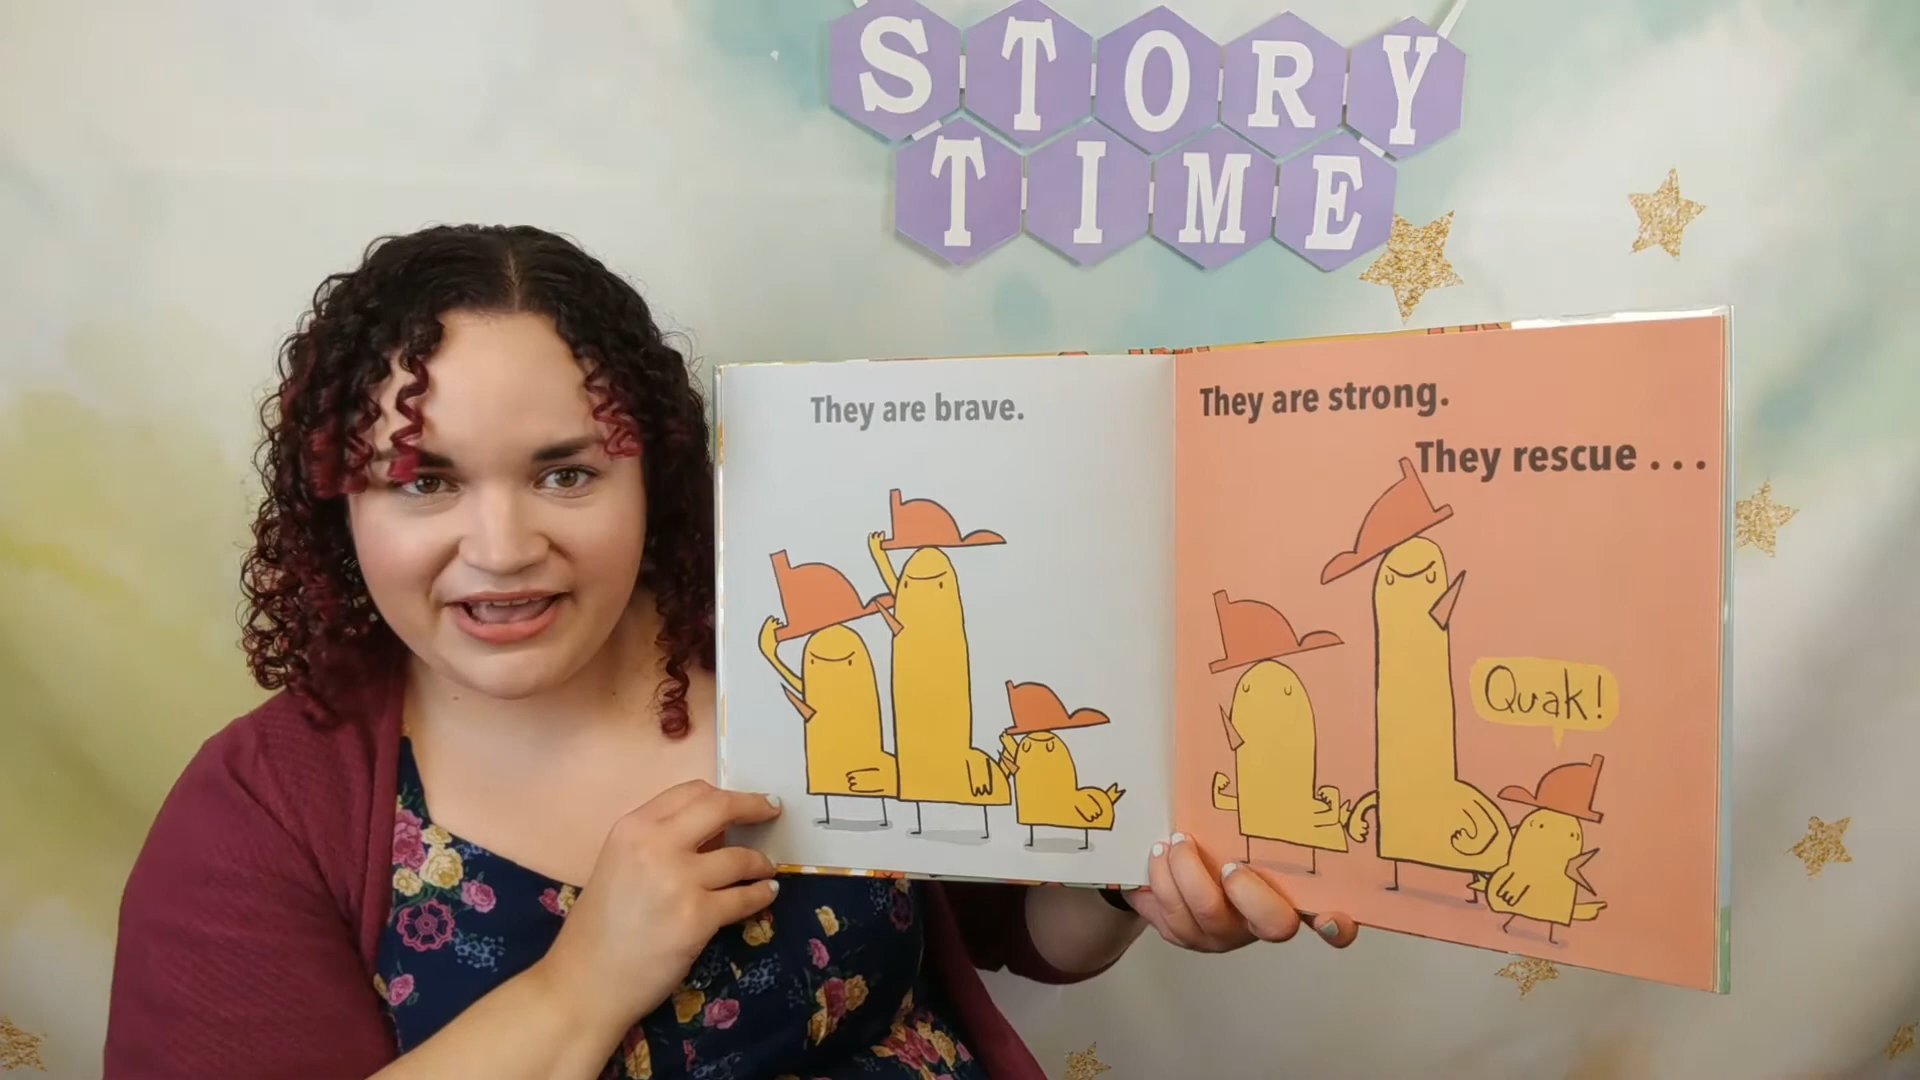 STORY
TIME
They are brave.
They are strong.
They rescue . . .
Quak!